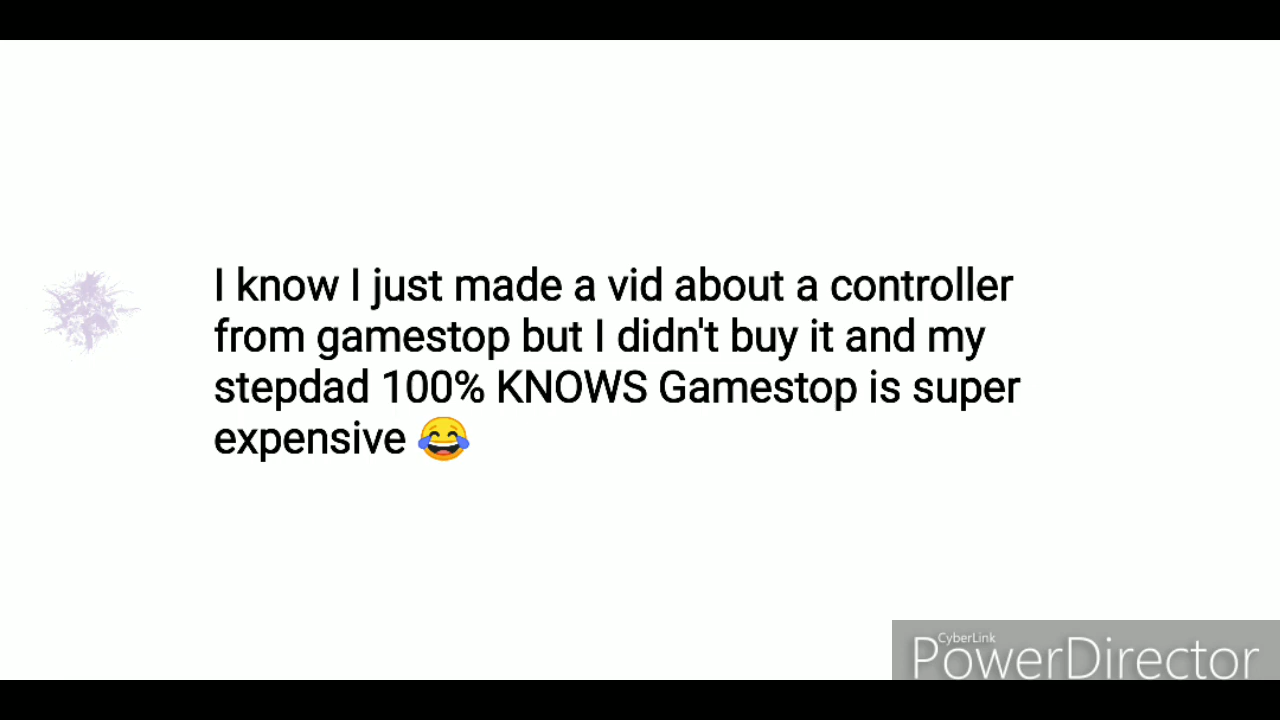 I know I just made a vid about a controller
from gamestop but I didn't buy it and my
stepdad 100% KNOWS Gamestop is super
expensive 😂
CyberLink
PowerDirector